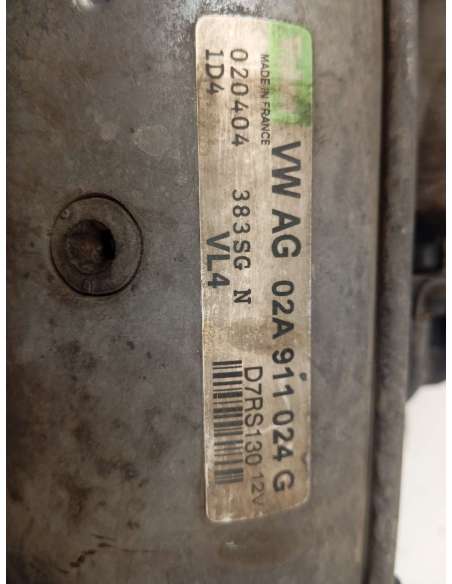 MADE IN FRANCE
VW AG 02A 911 024 G
020404 383SG N D7RS130 12V
1D4 VL4